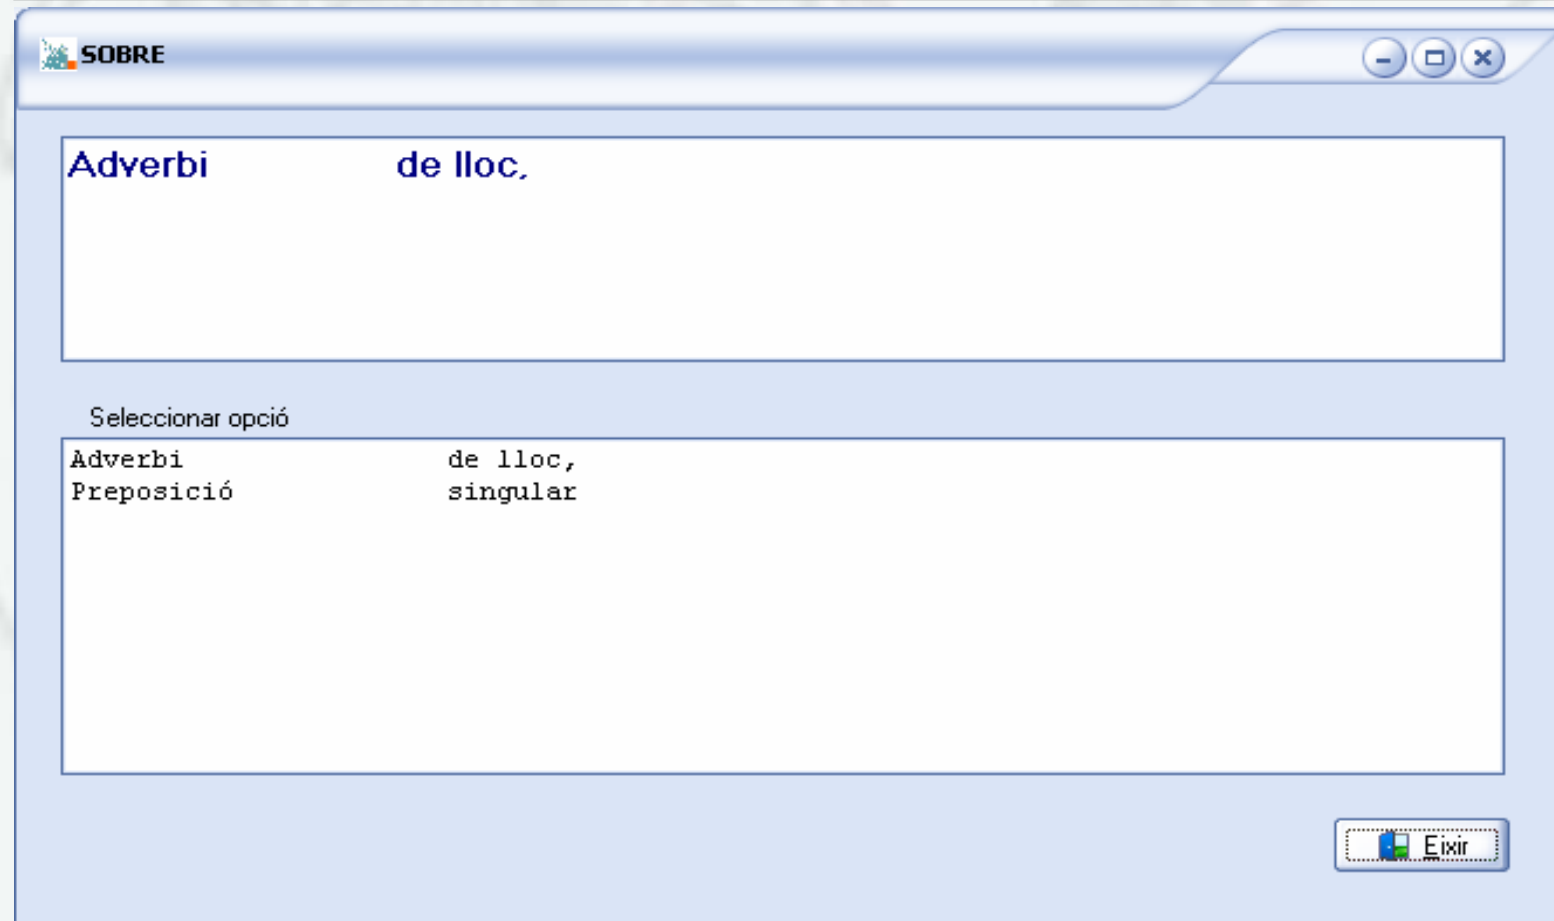 SOBRE
Adverbi de lloc,
Seleccionar opció
Adverbi de lloc,
Preposició singular
Eixir